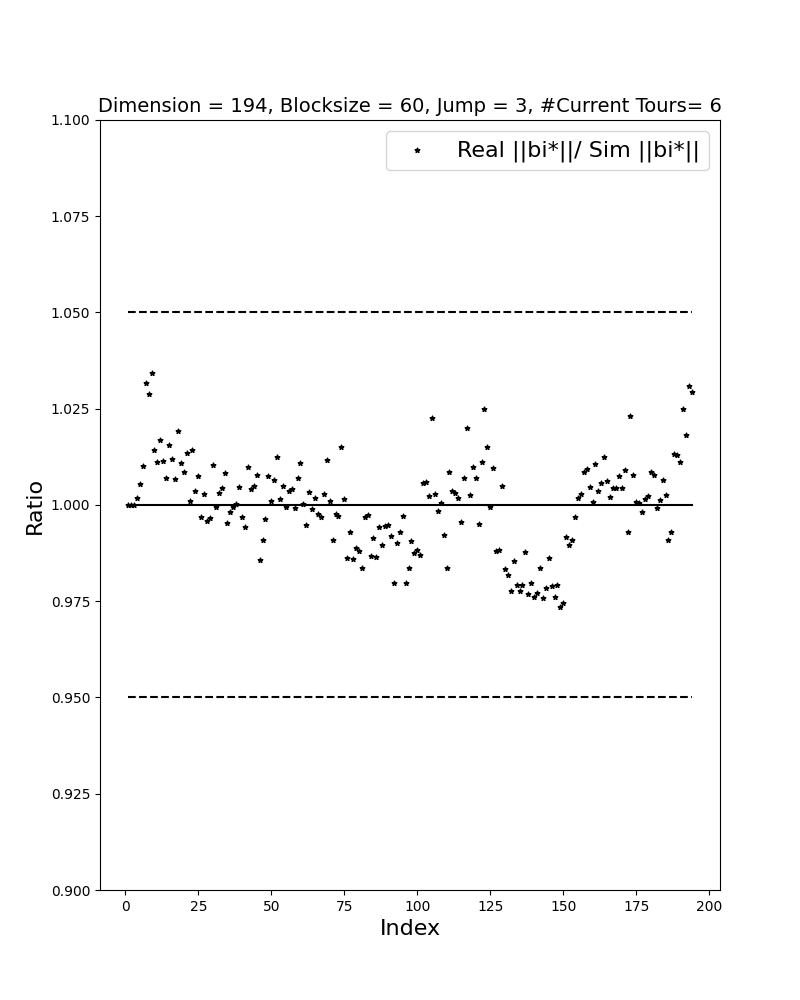 Dimension = 194, Blocksize = 60, Jump = 3, #Current Tours= 6
1.100
Real ||bi*||/ Sim ||bi*||
1.075
1.050
1.025
1.000
0.975
0.950
0.925
0.900
Ratio
0 25 50 75 100 125 150 175 200
Index